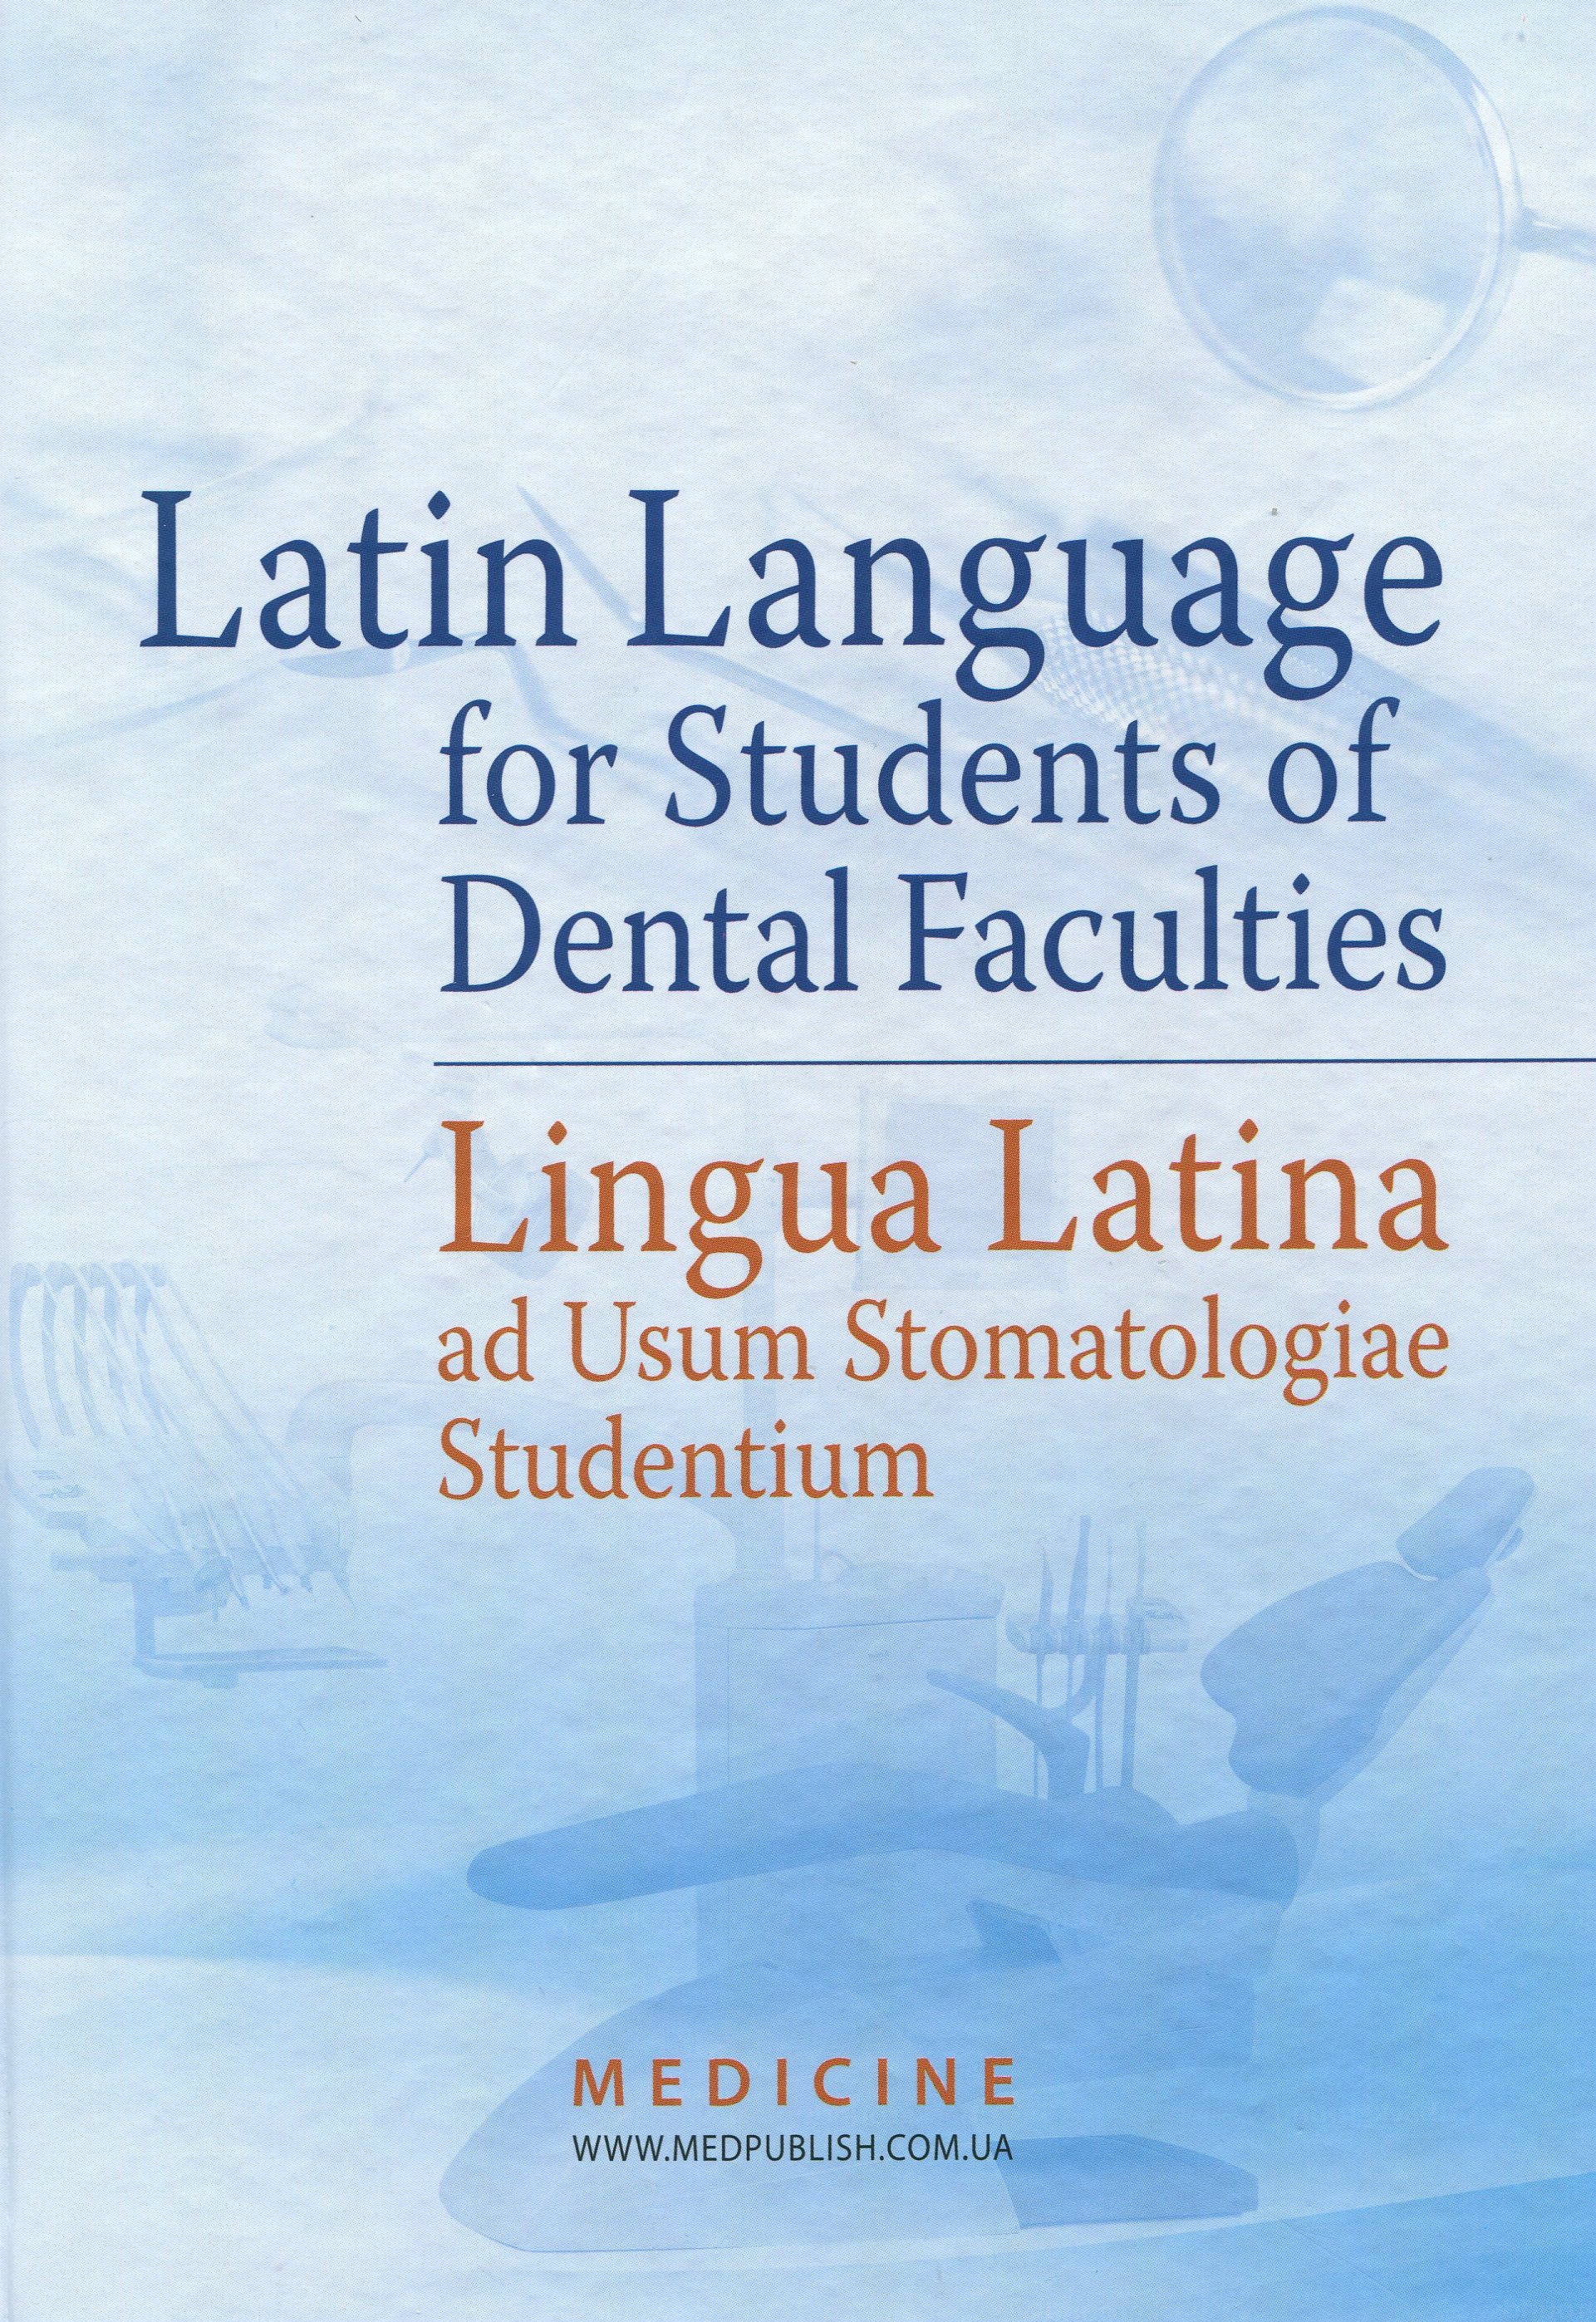 Latin Language
for Students of
Dental Faculties
Lingua Latina
ad Usum Stomatologiae
Studentium
MEDICINE
WWW.MEDPUBLISH.COM.UA